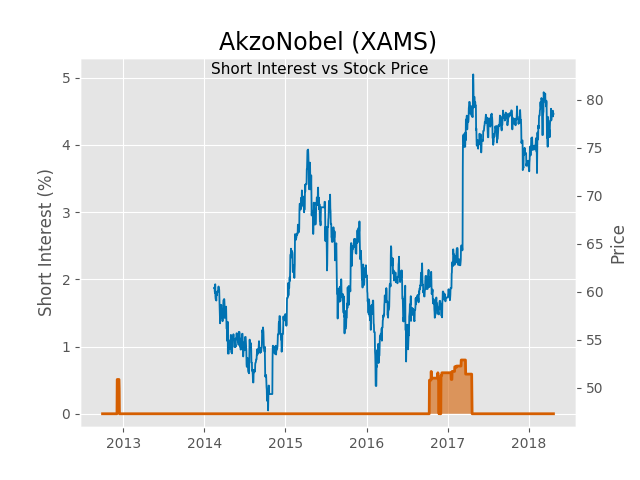 AkzoNobel (XAMS)
Short Interest vs Stock Price
Short Interest (%)
5
4
3
2
1
0
80
75
70
65
60
55
50
Price
2013 2014 2015 2016 2017 2018